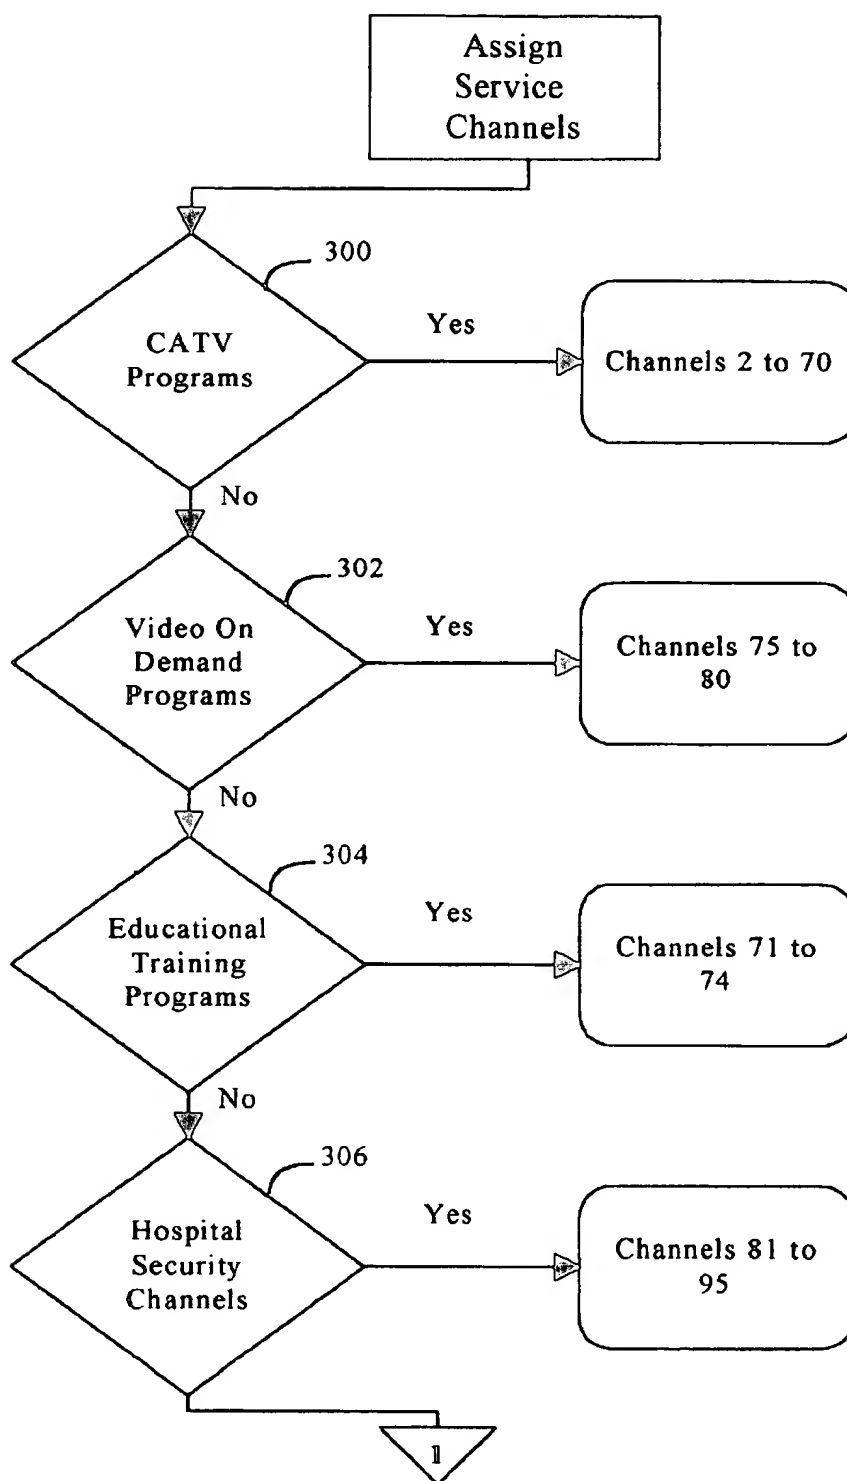 Assign
Service
Channels
300
CATV
Programs
Yes
Channels 2 to 70
No
302
Video On
Demand
Programs
Yes
Channels 75 to
80
No
304
Educational
Training
Programs
Yes
Channels 71 to
74
No
306
Hospital
Security
Channels
Yes
Channels 81 to
95
1